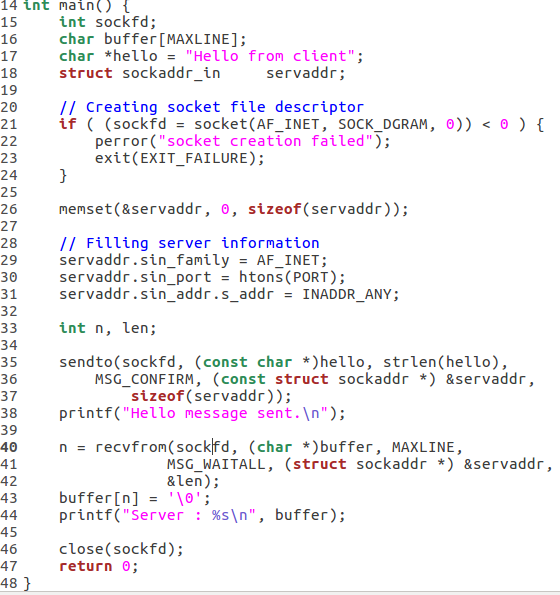 14 int main() {
15     int sockfd;
16     char buffer[MAXLINE];
17     char *hello = "Hello from client";
18     struct sockaddr_in     servaddr;
19
20     // Creating socket file descriptor
21     if ( (sockfd = socket(AF_INET, SOCK_DGRAM, 0)) < 0 ) {
22         perror("socket creation failed");
23         exit(EXIT_FAILURE);
24     }
25
26     memset(&servaddr, 0, sizeof(servaddr));
27
28     // Filling server information
29     servaddr.sin_family = AF_INET;
30     servaddr.sin_port = htons(PORT);
31     servaddr.sin_addr.s_addr = INADDR_ANY;
32
33     int n, len;
34
35     sendto(sockfd, (const char *)hello, strlen(hello),
36         MSG_CONFIRM, (const struct sockaddr *) &servaddr,
37             sizeof(servaddr));
38     printf("Hello message sent.\n");
39
40     n = recvfrom(sockfd, (char *)buffer, MAXLINE,
41                 MSG_WAITALL, (struct sockaddr *) &servaddr,
42                 &len);
43     buffer[n] = '\0';
44     printf("Server : %s\n", buffer);
45
46     close(sockfd);
47     return 0;
48 }